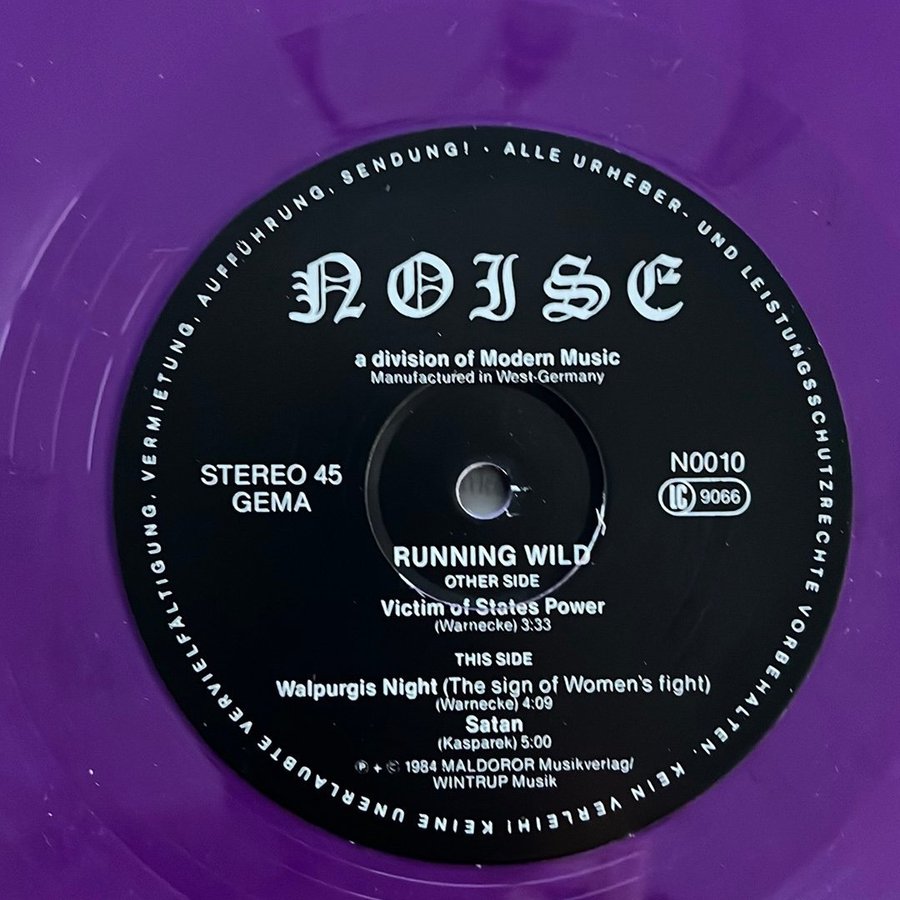 NOISE
a division of Modern Music
Manufactured in West-Germany
STEREO 45
GEMA
N0010
LC 9066
RUNNING WILD
OTHER SIDE
Victim of States Power
(Warnecke) 3:33
THIS SIDE
Walpurgis Night (The sign of Women's fight)
(Warnecke) 4:09
Satan
(Kasparek) 5:00
Ⓟ + © 1984 MALDOROR Musikverlag/
WINTRUP Musik
ALLE URHEBER- UND LEISTUNGSSCHUTZRECHTE VORBEHALTEN. KEIN VERLEIH! KEINE UNERLAUBTE VERVIELFÄLTIGUNG, VERMIETUNG, AUFFÜHRUNG, SENDUNG! ·